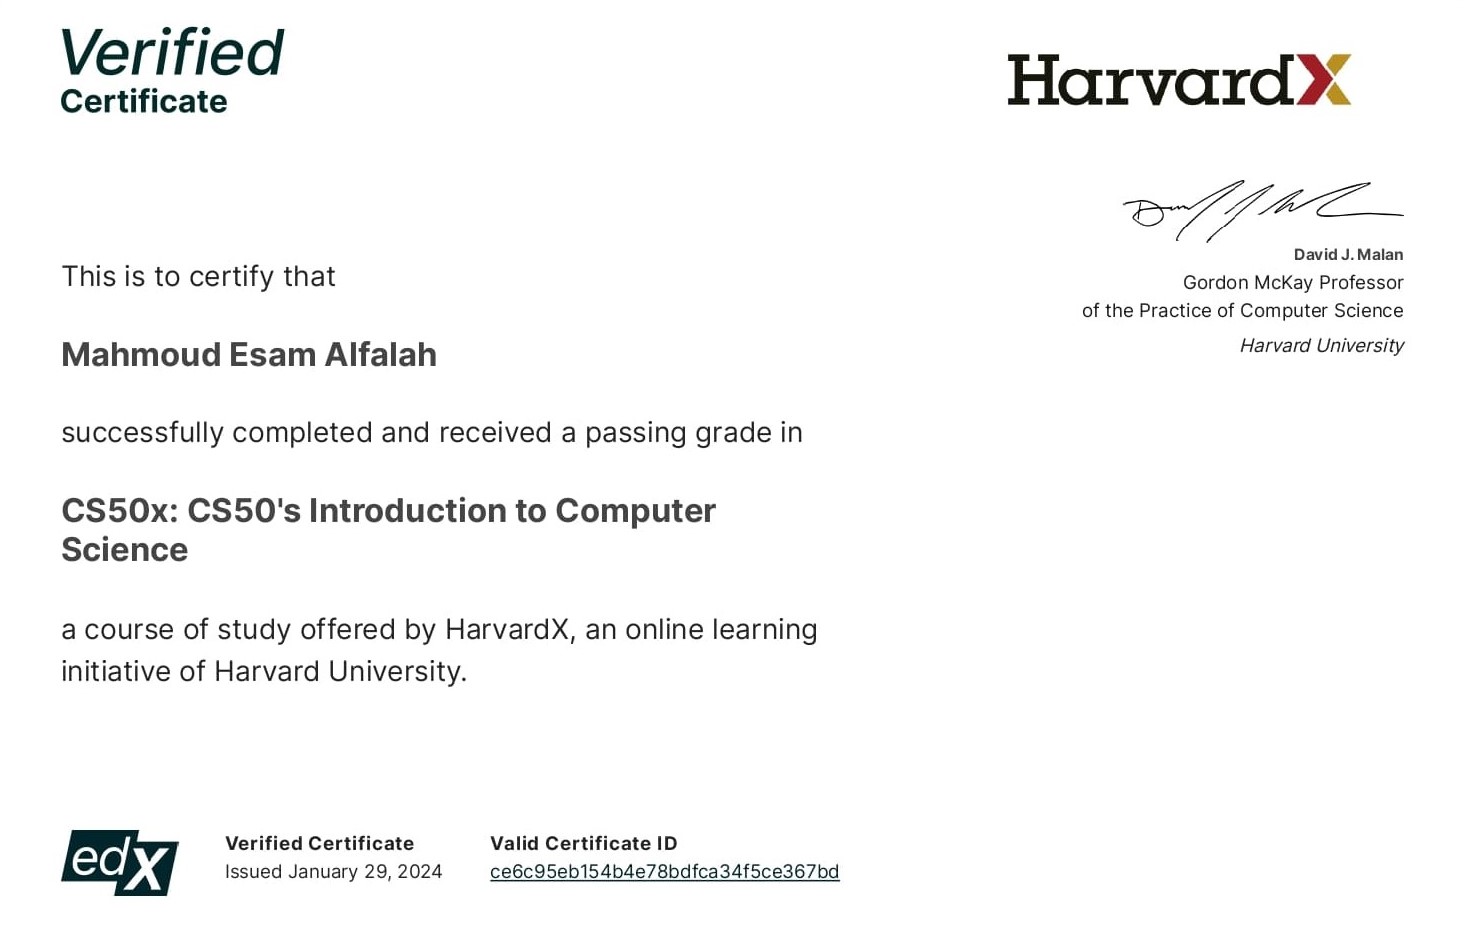 Verified
Certificate
HarvardX
David J. Malan
Gordon McKay Professor
of the Practice of Computer Science
Harvard University
This is to certify that
Mahmoud Esam Alfalah
successfully completed and received a passing grade in
CS50x: CS50's Introduction to Computer
Science
a course of study offered by HarvardX, an online learning
initiative of Harvard University.
edX
Verified Certificate
Issued January 29, 2024
Valid Certificate ID
ce6c95eb154b4e78bdfca34f5ce367bd